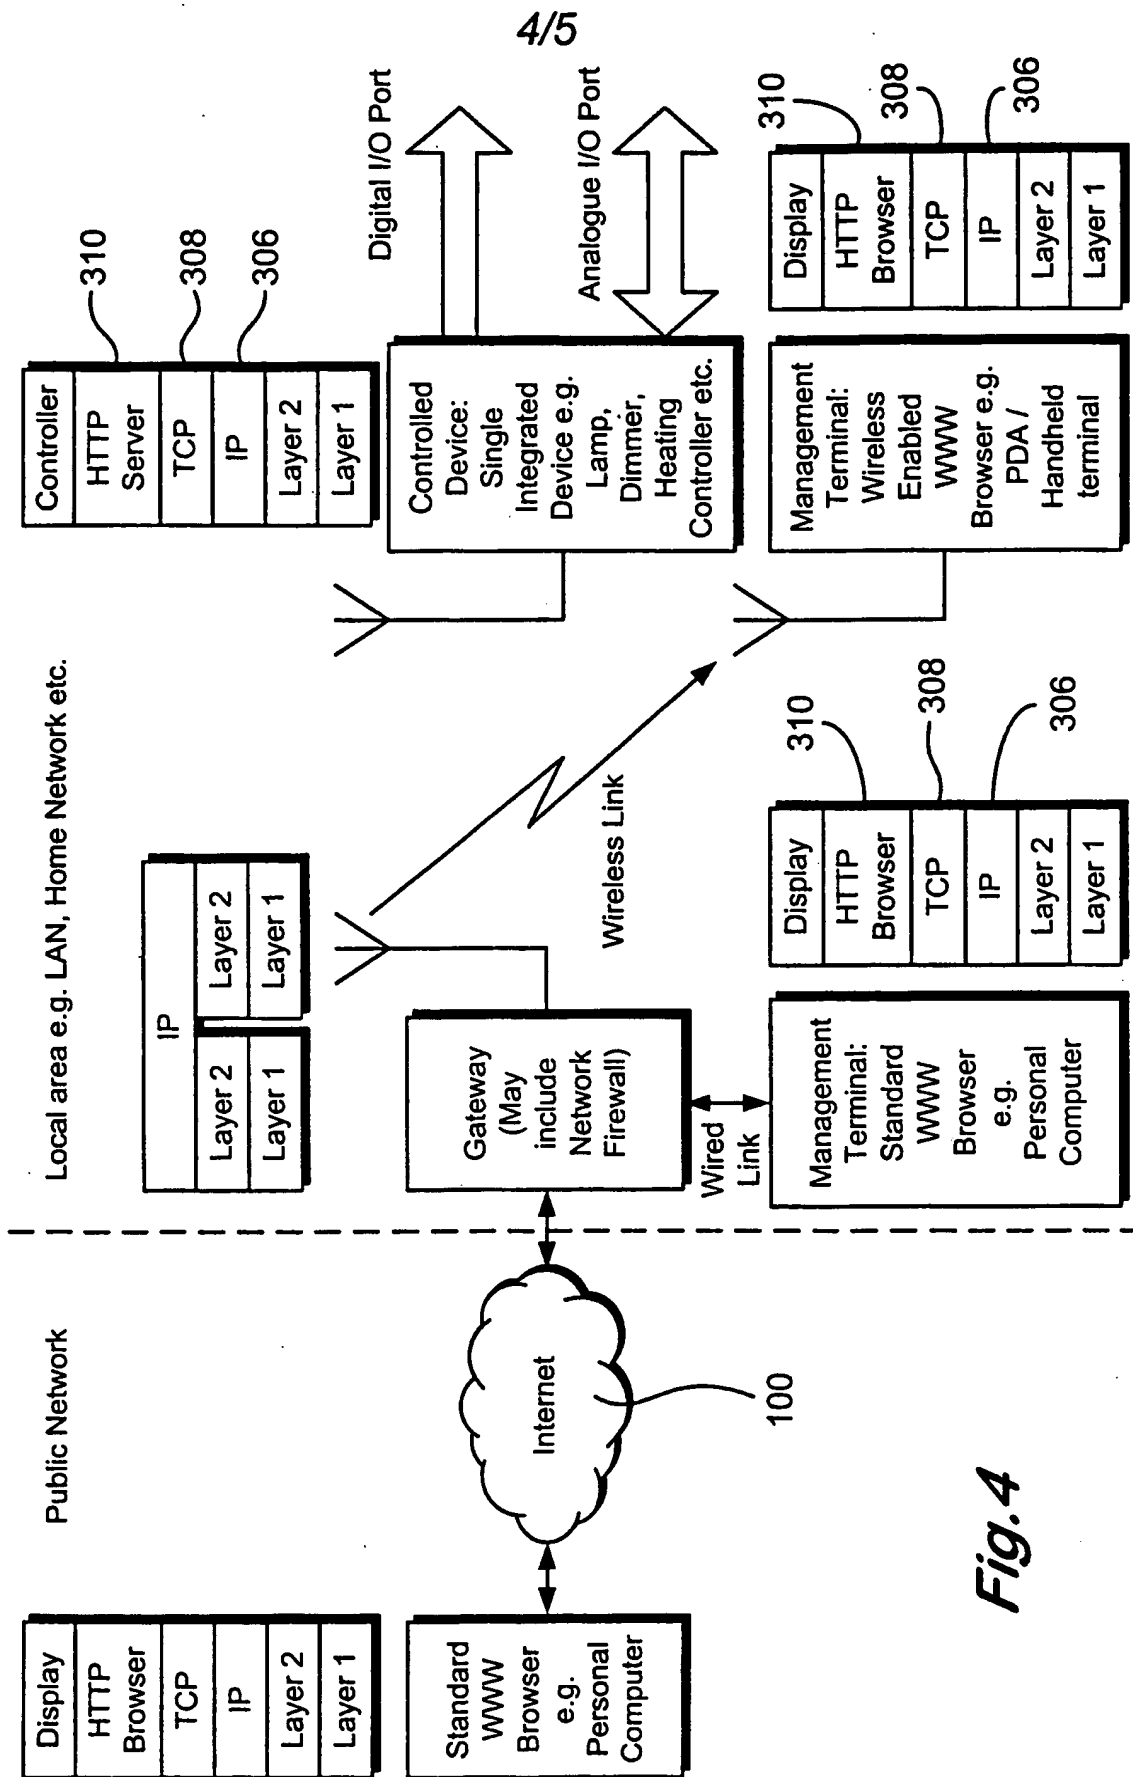 4/5
Public Network
Local area e.g. LAN, Home Network etc.
Display
HTTP
Browser
TCP
IP
Layer 2
Layer 1
Standard
WWW
Browser
e.g.
Personal
Computer
Internet
100
IP
Layer 2
Layer 2
Layer 1
Layer 1
Gateway
(May
include
Network
Firewall)
Wired
Link
Wireless Link
Management
Terminal:
Standard
WWW
Browser
e.g.
Personal
Computer
Display
HTTP
Browser
TCP
IP
Layer 2
Layer 1
310
308
306
Controller
HTTP
Server
TCP
IP
Layer 2
Layer 1
310
308
306
Controlled
Device:
Single
Integrated
Device e.g.
Lamp,
Dimmer,
Heating
Controller etc.
Digital I/O Port
Analogue I/O Port
Management
Terminal:
Wireless
Enabled
WWW
Browser e.g.
PDA /
Handheld
terminal
Display
HTTP
Browser
TCP
IP
Layer 2
Layer 1
310
308
306
Fig.4